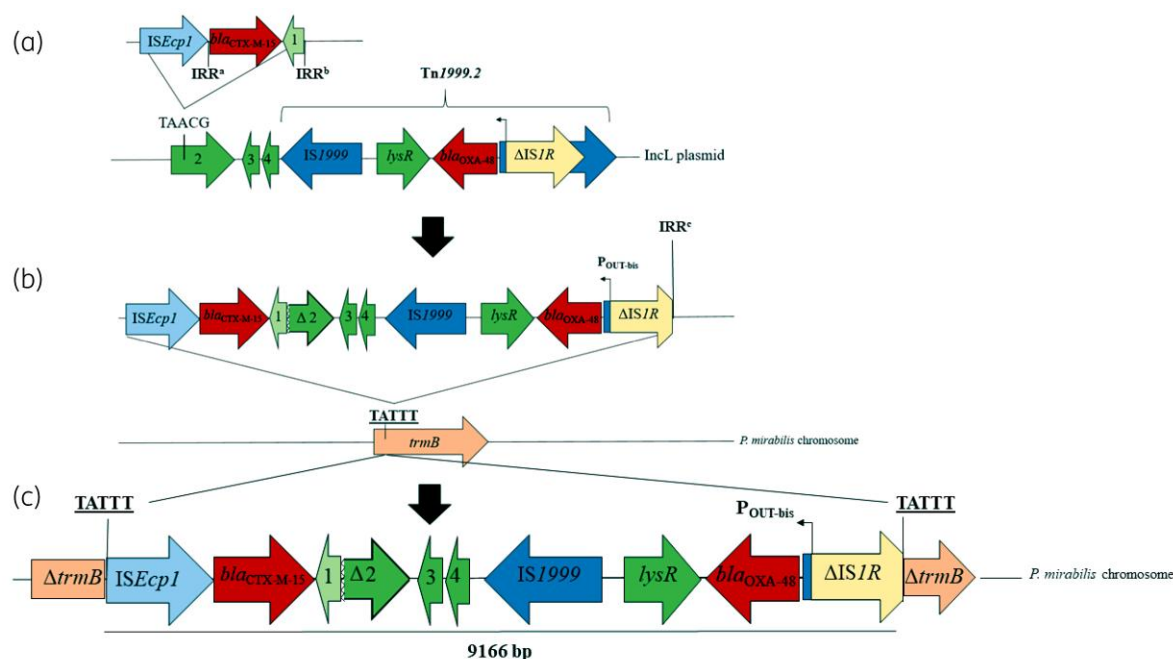 (a)
ISEcp1
blaCTX-M-15
1
IRRa
IRRb
Tn1999.2
TAACG
2
3
4
IS1999
lysR
blaOXA-48
ΔIS1R
IncL plasmid
IRRc
(b)
POUT-bis
ISEcp1
blaCTX-M-15
1
Δ2
3
4
IS1999
lysR
blaOXA-48
ΔIS1R
TATTT
trmB
P. mirabilis chromosome
(c)
TATTT
POUT-bis
TATTT
ΔtrmB
ISEcp1
blaCTX-M-15
1
Δ2
3
4
IS1999
lysR
blaOXA-48
ΔIS1R
ΔtrmB
P. mirabilis chromosome
9166 bp